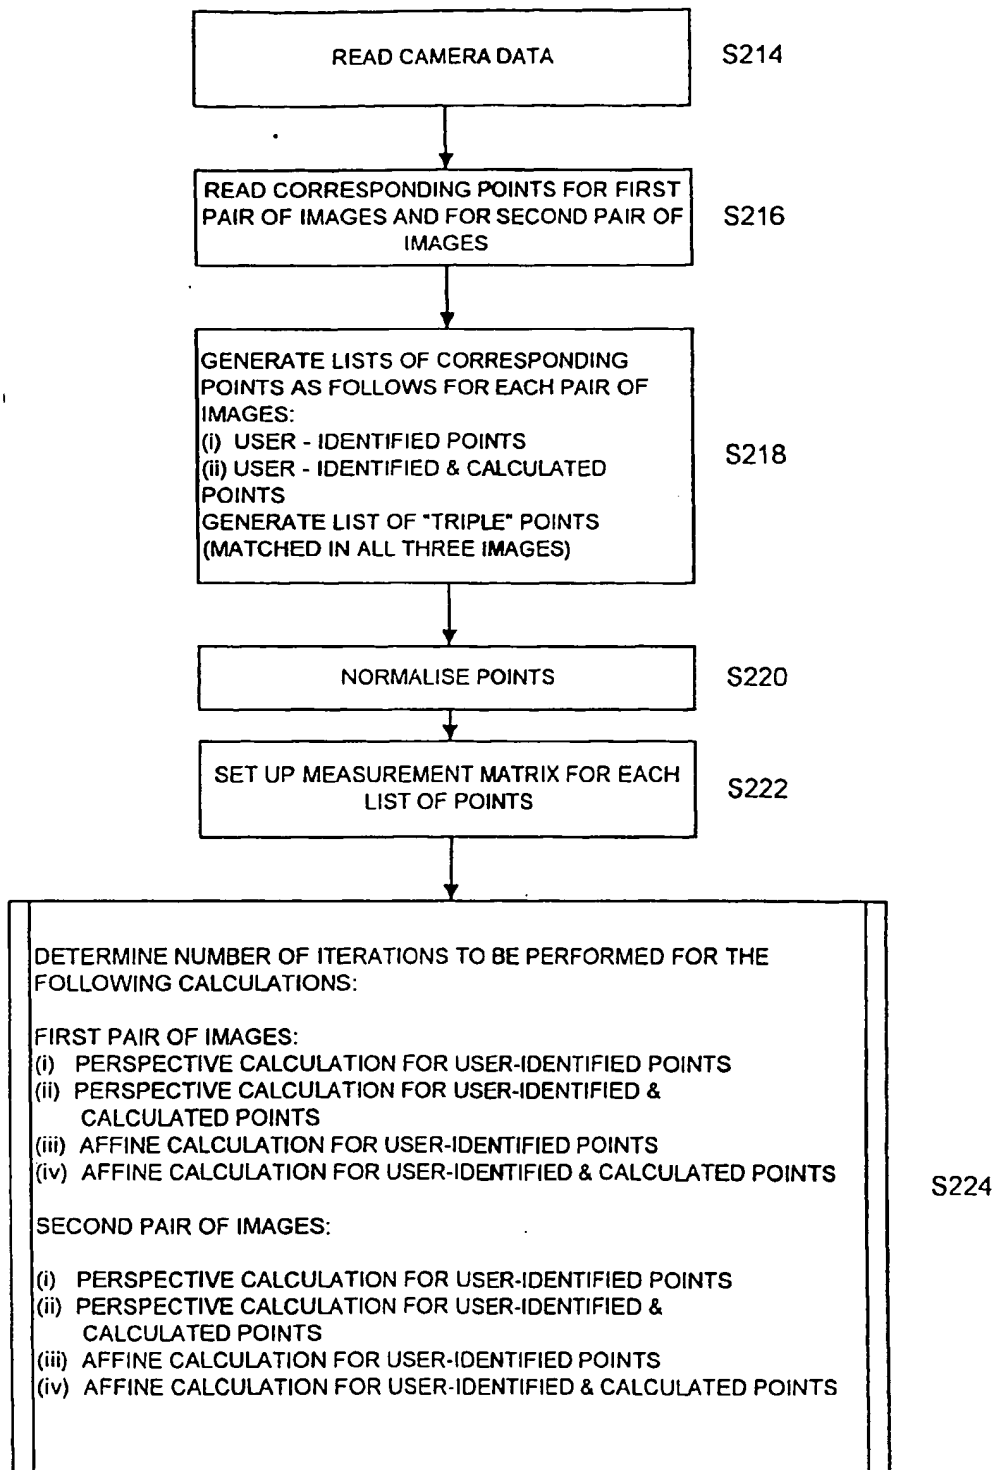 READ CAMERA DATA
S214
READ CORRESPONDING POINTS FOR FIRST
PAIR OF IMAGES AND FOR SECOND PAIR OF
IMAGES
S216
GENERATE LISTS OF CORRESPONDING
POINTS AS FOLLOWS FOR EACH PAIR OF
IMAGES:
(i) USER - IDENTIFIED POINTS
(ii) USER - IDENTIFIED & CALCULATED
POINTS
GENERATE LIST OF "TRIPLE" POINTS
(MATCHED IN ALL THREE IMAGES)
S218
NORMALISE POINTS
S220
SET UP MEASUREMENT MATRIX FOR EACH
LIST OF POINTS
S222
DETERMINE NUMBER OF ITERATIONS TO BE PERFORMED FOR THE
FOLLOWING CALCULATIONS:
FIRST PAIR OF IMAGES:
(i) PERSPECTIVE CALCULATION FOR USER-IDENTIFIED POINTS
(ii) PERSPECTIVE CALCULATION FOR USER-IDENTIFIED &
CALCULATED POINTS
(iii) AFFINE CALCULATION FOR USER-IDENTIFIED POINTS
(iv) AFFINE CALCULATION FOR USER-IDENTIFIED & CALCULATED POINTS
S224
SECOND PAIR OF IMAGES:
(i) PERSPECTIVE CALCULATION FOR USER-IDENTIFIED POINTS
(ii) PERSPECTIVE CALCULATION FOR USER-IDENTIFIED &
CALCULATED POINTS
(iii) AFFINE CALCULATION FOR USER-IDENTIFIED POINTS
(iv) AFFINE CALCULATION FOR USER-IDENTIFIED & CALCULATED POINTS